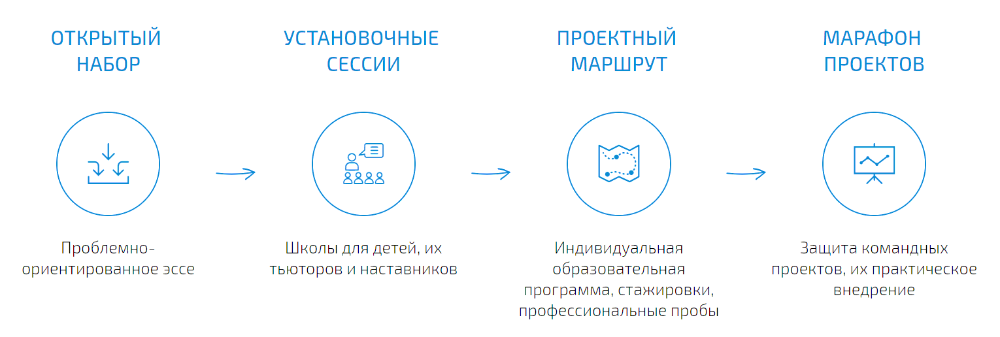 ОТКРЫТЫЙ
НАБОР
УСТАНОВОЧНЫЕ
СЕССИИ
ПРОЕКТНЫЙ
МАРШРУТ
МАРАФОН
ПРОЕКТОВ
Проблемно-
ориентированное эссе
Школы для детей, их
тьюторов и наставников
Индивидуальная
образовательная
программа, стажировки,
профессиональные пробы
Защита командных
проектов, их практическое
внедрение